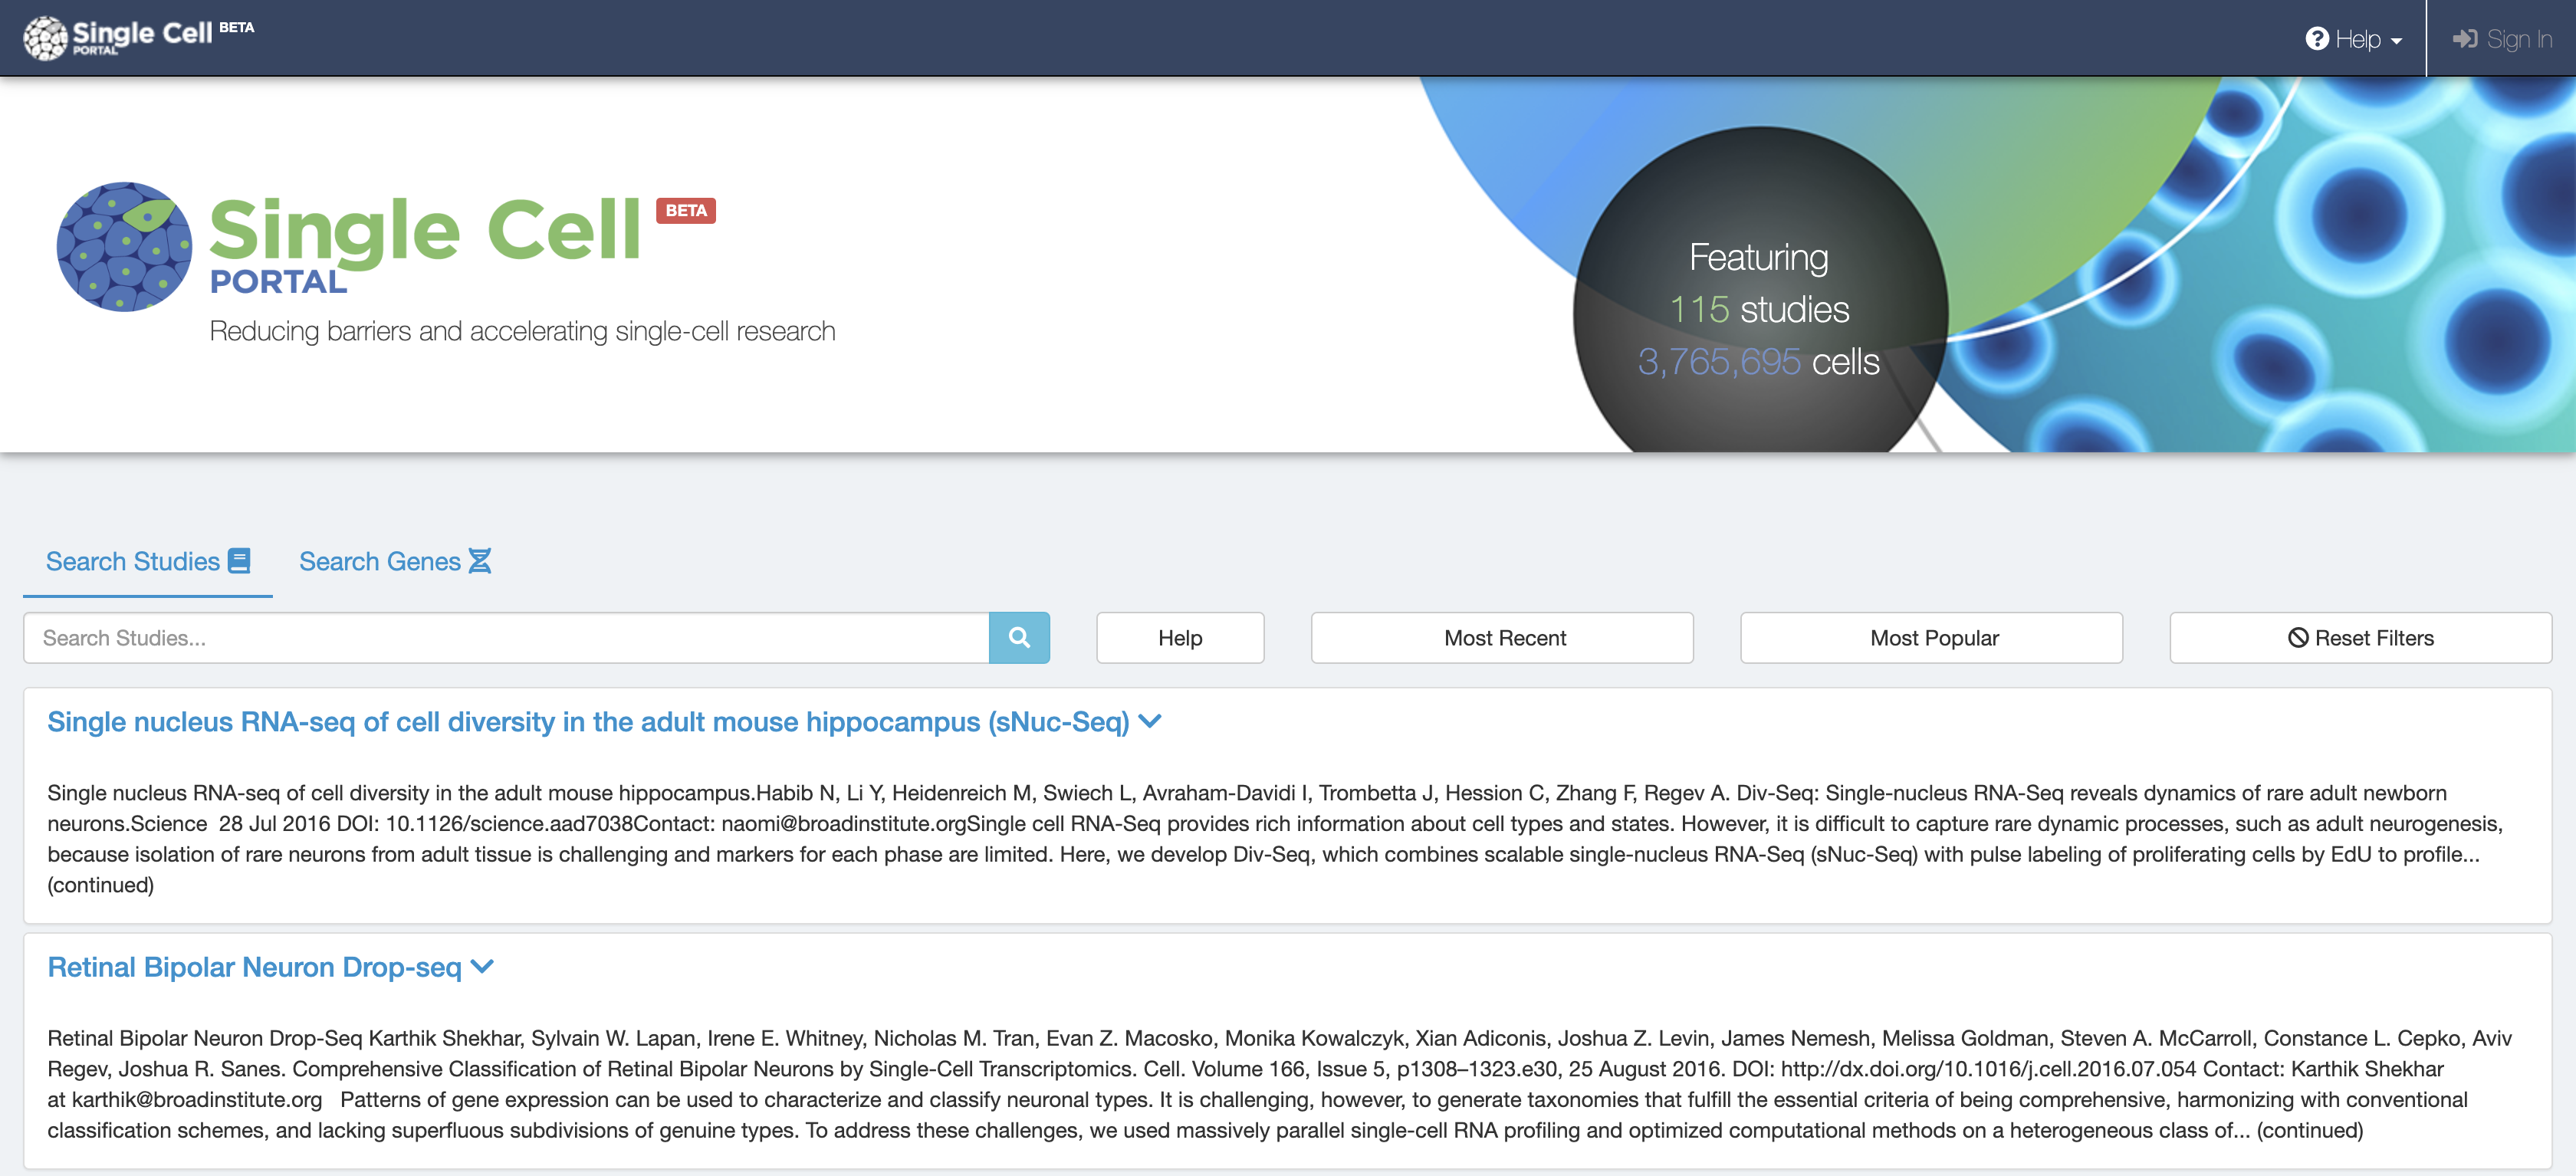 Single Cell BETA
PORTAL
Help
Sign In
Single Cell BETA
PORTAL
Reducing barriers and accelerating single-cell research
Featuring
115 studies
3,765,695 cells
Search Studies
Search Genes
Search Studies...
Help
Most Recent
Most Popular
Reset Filters
Single nucleus RNA-seq of cell diversity in the adult mouse hippocampus (sNuc-Seq)
Single nucleus RNA-seq of cell diversity in the adult mouse hippocampus.Habib N, Li Y, Heidenreich M, Swiech L, Avraham-Davidi I, Trombetta J, Hession C, Zhang F, Regev A. Div-Seq: Single-nucleus RNA-Seq reveals dynamics of rare adult newborn
neurons.Science  28 Jul 2016 DOI: 10.1126/science.aad7038Contact: naomi@broadinstitute.orgSingle cell RNA-Seq provides rich information about cell types and states. However, it is difficult to capture rare dynamic processes, such as adult neurogenesis,
because isolation of rare neurons from adult tissue is challenging and markers for each phase are limited. Here, we develop Div-Seq, which combines scalable single-nucleus RNA-Seq (sNuc-Seq) with pulse labeling of proliferating cells by EdU to profile...
(continued)
Retinal Bipolar Neuron Drop-seq
Retinal Bipolar Neuron Drop-Seq Karthik Shekhar, Sylvain W. Lapan, Irene E. Whitney, Nicholas M. Tran, Evan Z. Macosko, Monika Kowalczyk, Xian Adiconis, Joshua Z. Levin, James Nemesh, Melissa Goldman, Steven A. McCarroll, Constance L. Cepko, Aviv
Regev, Joshua R. Sanes. Comprehensive Classification of Retinal Bipolar Neurons by Single-Cell Transcriptomics. Cell. Volume 166, Issue 5, p1308–1323.e30, 25 August 2016. DOI: http://dx.doi.org/10.1016/j.cell.2016.07.054 Contact: Karthik Shekhar
at karthik@broadinstitute.org   Patterns of gene expression can be used to characterize and classify neuronal types. It is challenging, however, to generate taxonomies that fulfill the essential criteria of being comprehensive, harmonizing with conventional
classification schemes, and lacking superfluous subdivisions of genuine types. To address these challenges, we used massively parallel single-cell RNA profiling and optimized computational methods on a heterogeneous class of... (continued)